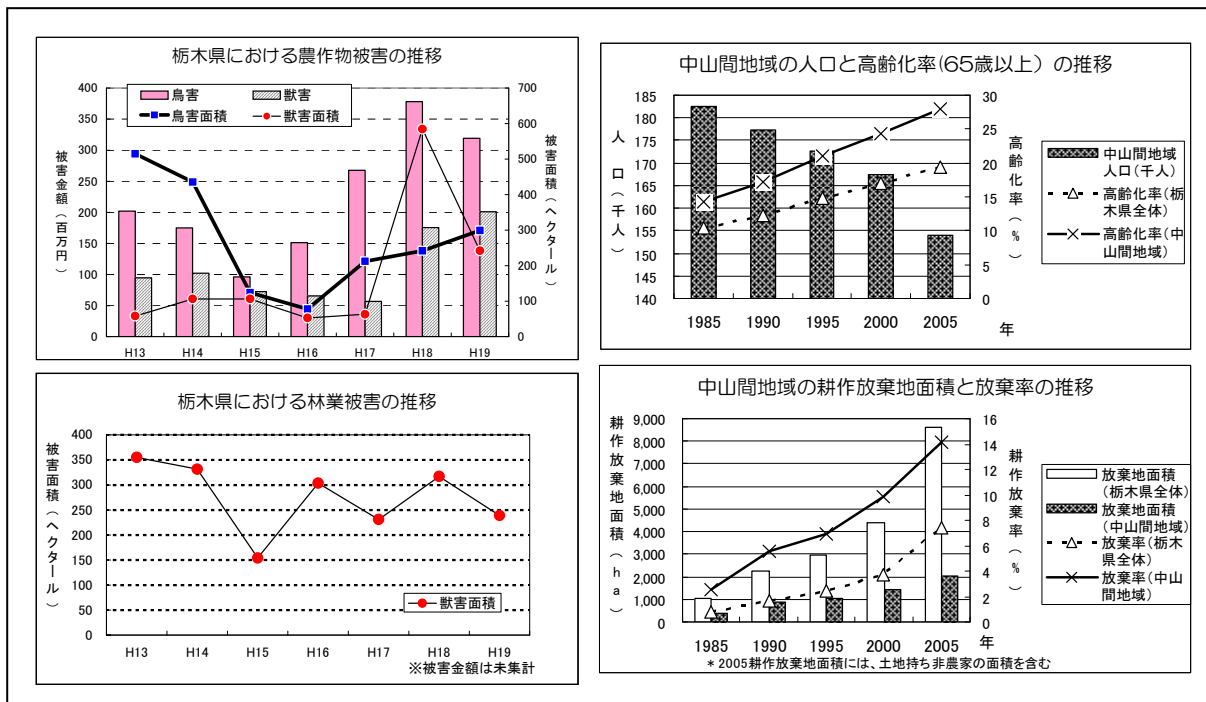 栃木県における農作物被害の推移
鳥害
獣害
鳥害面積
獣害面積
被害金額(百万円)
400
350
300
250
200
150
100
50
0
被害面積(ヘクタール)
700
600
500
400
300
200
100
0
H13 H14 H15 H16 H17 H18 H19
中山間地域の人口と高齢化率(65歳以上)の推移
人口(千人)
185
180
175
170
165
160
155
150
145
140
高齢化率(%)
30
25
20
15
10
5
0
1985 1990 1995 2000 2005
年
中山間地域
人口(千人)
高齢化率(栃木
県全体)
高齢化率(中
山間地域)
栃木県における林業被害の推移
被害面積(ヘクタール)
400
350
300
250
200
150
100
50
0
獣害面積
H13 H14 H15 H16 H17 H18 H19
※被害金額は未集計
中山間地域の耕作放棄地面積と放棄率の推移
耕作放棄地面積(ha)
9,000
8,000
7,000
6,000
5,000
4,000
3,000
2,000
1,000
0
耕作放棄率(%)
16
14
12
10
8
6
4
2
0
1985 1990 1995 2000 2005
年
放棄地面積
(栃木県全体)
放棄地面積
(中山間地域)
放棄率(栃木
県全体)
放棄率(中山
間地域)
*2005耕作放棄地面積には、土地持ち非農家の面積を含む